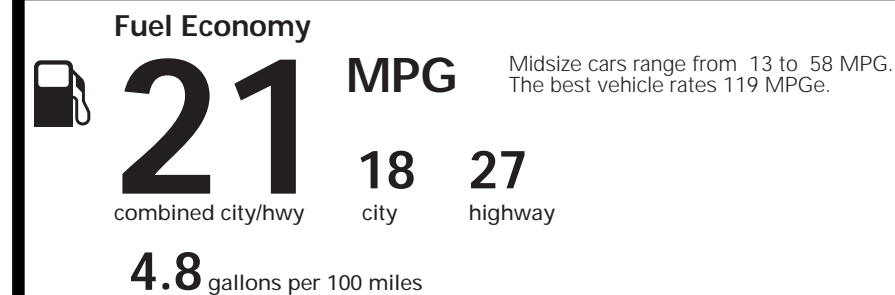 Fuel Economy
21 MPG
Midsize cars range from 13 to 58 MPG.
The best vehicle rates 119 MPGe.
18 27
combined city/hwy city highway
4.8 gallons per 100 miles